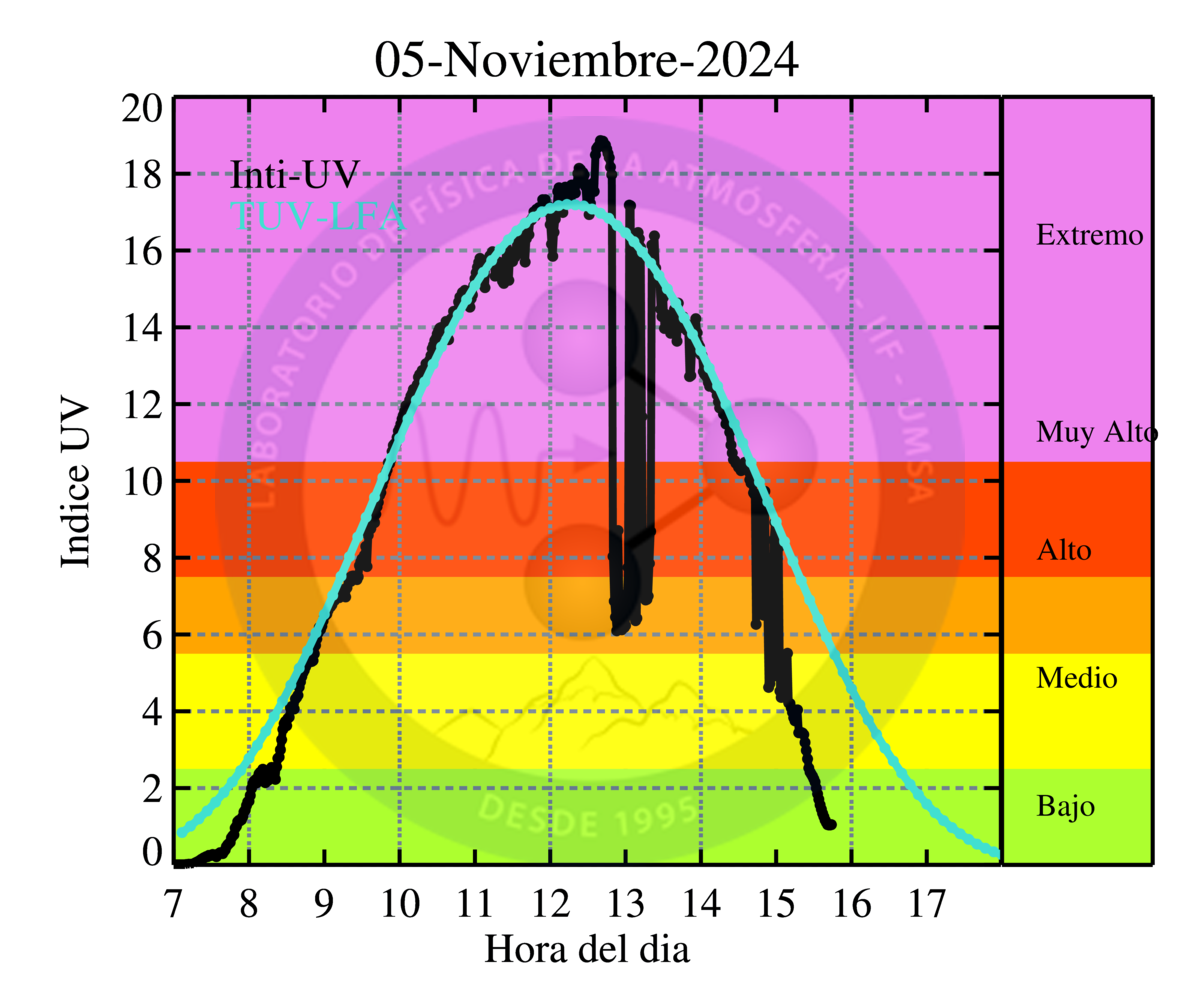 05-Noviembre-2024
20
18
16
14
12
10
8
6
4
2
0
Indice UV
Inti-UV
TUV-LFA
LABORATORIO DE FÍSICA DE LA ATMÓSFERA - IIF - UMSA
DESDE 1995
Extremo
Muy Alto
Alto
Medio
Bajo
7 8 9 10 11 12 13 14 15 16 17
Hora del dia